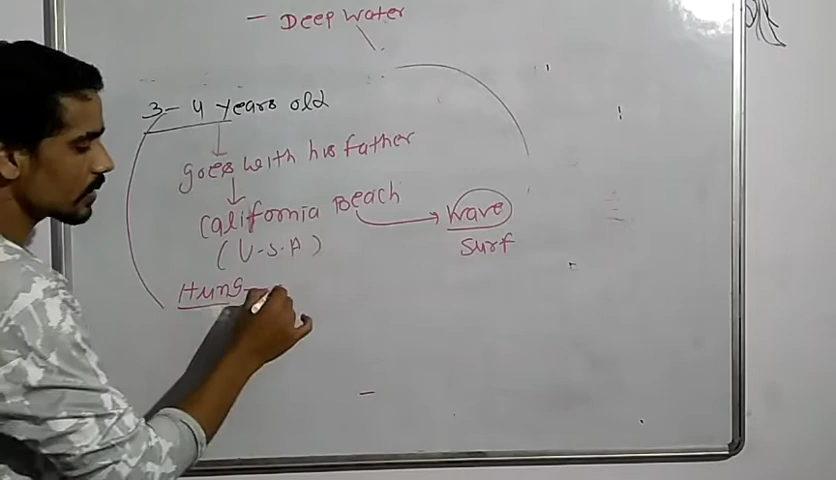 - Deep Water
3-4 years old
goes with his father
California Beach → Wave
(U.S.A) Surf
Hung -